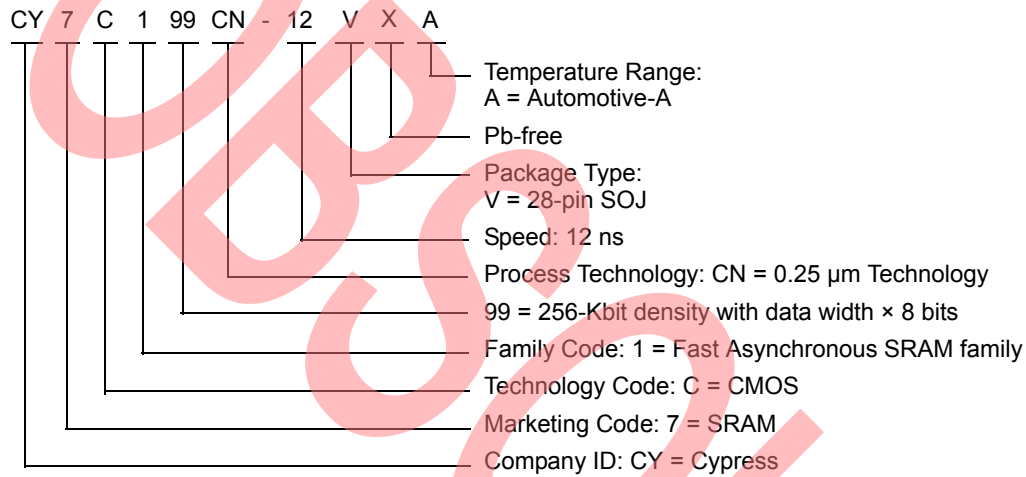 CY 7 C 1 99 CN - 12 V X A
Temperature Range:
A = Automotive-A
Pb-free
Package Type:
V = 28-pin SOJ
Speed: 12 ns
Process Technology: CN = 0.25 µm Technology
99 = 256-Kbit density with data width × 8 bits
Family Code: 1 = Fast Asynchronous SRAM family
Technology Code: C = CMOS
Marketing Code: 7 = SRAM
Company ID: CY = Cypress